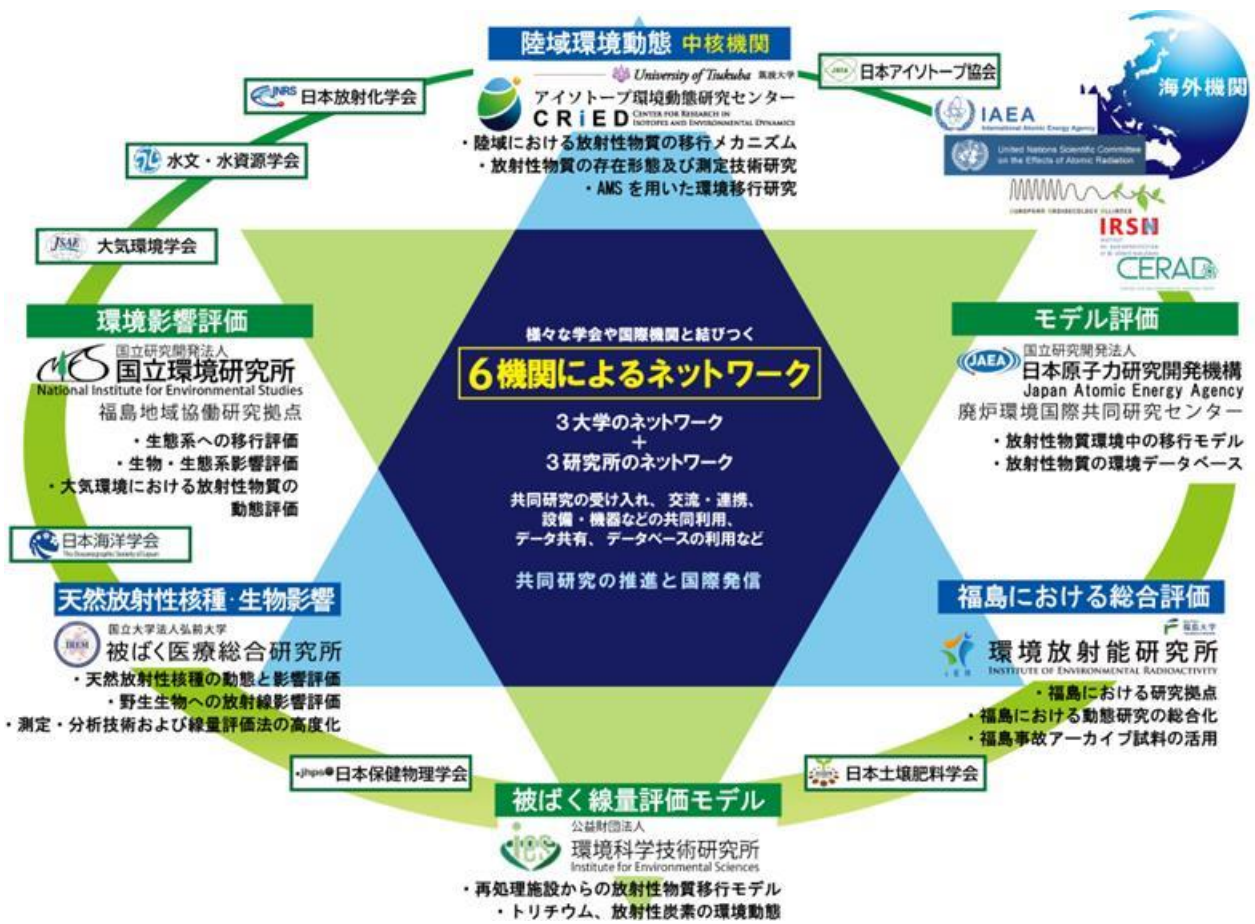 陸域環境動態 中核機関
University of Tsukuba 筑波大学
アイソトープ環境動態研究センター
CRiED CENTER FOR RESEARCH IN
ISOTOPES AND ENVIRONMENTAL DYNAMICS
・陸域における放射性物質の移行メカニズム
・放射性物質の存在形態及び測定技術研究
・AMSを用いた環境移行研究
JNRS 日本放射化学会
水文・水資源学会
JSAE 大気環境学会
日本アイソトープ協会
海外機関
IAEA
International Atomic Energy Agency
United Nations Scientific Committee
on the Effects of Atomic Radiation
EUROPEAN RADIOECOLOGY ALLIANCE
IRSN
CERAD
環境影響評価
国立研究開発法人
国立環境研究所
National Institute for Environmental Studies
福島地域協働研究拠点
・生態系への移行評価
・生物・生態系影響評価
・大気環境における放射性物質の
動態評価
様々な学会や国際機関と結びつく
6機関によるネットワーク
3大学のネットワーク
+
3研究所のネットワーク
共同研究の受け入れ、交流・連携、
設備・機器などの共同利用、
データ共有、データベースの利用など
共同研究の推進と国際発信
モデル評価
JAEA 国立研究開発法人
日本原子力研究開発機構
Japan Atomic Energy Agency
廃炉環境国際共同研究センター
・放射性物質環境中の移行モデル
・放射性物質の環境データベース
日本海洋学会
The Oceanographic Society of Japan
天然放射性核種・生物影響
国立大学法人弘前大学
IREM 被ばく医療総合研究所
・天然放射性核種の動態と影響評価
・野生生物への放射線影響評価
・測定・分析技術および線量評価法の高度化
福島における総合評価
福島大学
環境放射能研究所
IER INSTITUTE OF ENVIRONMENTAL RADIOACTIVITY
・福島における研究拠点
・福島における動態研究の総合化
・福島事故アーカイブ試料の活用
jhps 日本保健物理学会
日本土壌肥料学会
被ばく線量評価モデル
公益財団法人
ies 環境科学技術研究所
Institute for Environmental Sciences
・再処理施設からの放射性物質移行モデル
・トリチウム、放射性炭素の環境動態